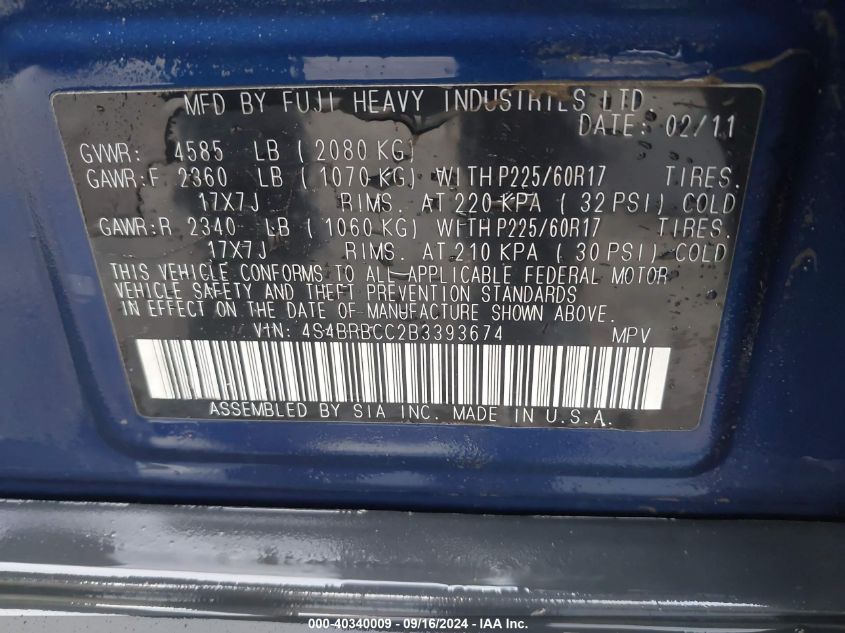 MFD BY FUJI HEAVY INDUSTRIES LTD.
DATE: 02/11
GVWR: 4585 LB ( 2080 KG)
GAWR:F 2360 LB ( 1070 KG) WITH P225/60R17 TIRES.
17X7J RIMS. AT 220 KPA ( 32 PSI) COLD
GAWR:R 2340 LB ( 1060 KG) WITH P225/60R17 TIRES.
17X7J RIMS. AT 210 KPA ( 30 PSI) COLD
THIS VEHICLE CONFORMS TO ALL APPLICABLE FEDERAL MOTOR
VEHICLE SAFETY AND THEFT PREVENTION STANDARDS
IN EFFECT ON THE DATE OF MANUFACTURE SHOWN ABOVE.
VIN: 4S4BRBCC2B3393674 MPV
ASSEMBLED BY SIA INC. MADE IN U.S.A.
000-40340009 - 09/16/2024 - IAA Inc.